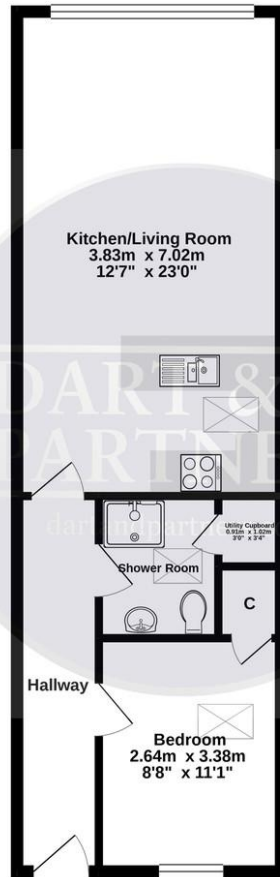 Kitchen/Living Room
3.83m x 7.02m
12'7" x 23'0"
DART &
PARTNE
dartandpartne
Utility Cupboard
0.91m x 1.02m
3'0" x 3'4"
Shower Room
C
Hallway
Bedroom
2.64m x 3.38m
8'8" x 11'1"